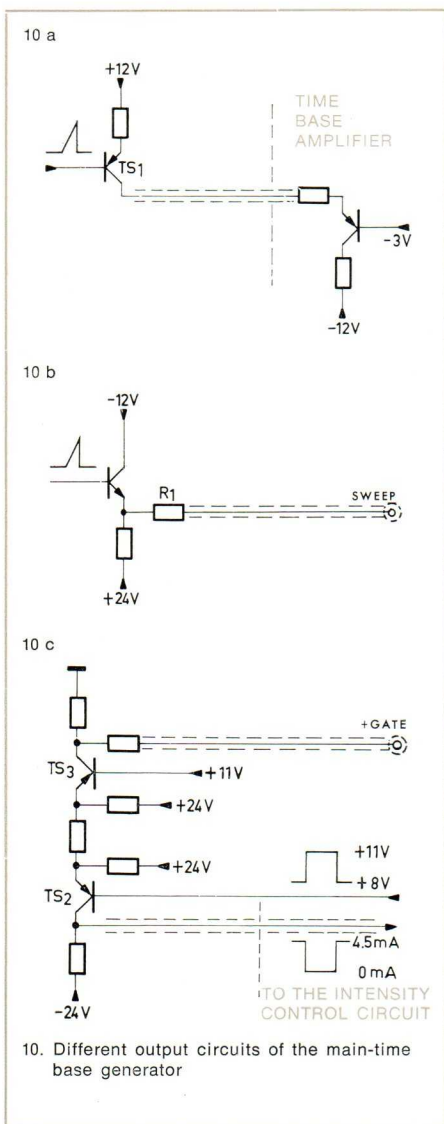 10 a
+12V
TIME
BASE
AMPLIFIER
TS1
-3V
-12V
10 b
-12V
R1
SWEEP
+24V
10 c
+GATE
TS3
+11V
+24V
+24V
+11V
TS2
+8V
4.5mA
0mA
-24V
TO THE INTENSITY
CONTROL CIRCUIT
10. Different output circuits of the main-time
base generator